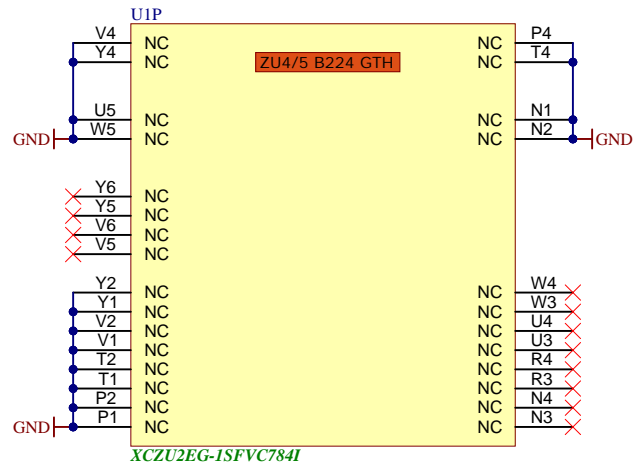 U1P
V4 NC NC P4
Y4 NC ZU4/5 B224 GTH NC T4
U5 NC NC N1
GND W5 NC NC N2 GND
Y6 NC
Y5 NC
V6 NC
V5 NC
Y2 NC NC W4
Y1 NC NC W3
V2 NC NC U4
V1 NC NC U3
T2 NC NC R4
T1 NC NC R3
P2 NC NC N4
GND P1 NC NC N3
XCZU2EG-1SFVC784I